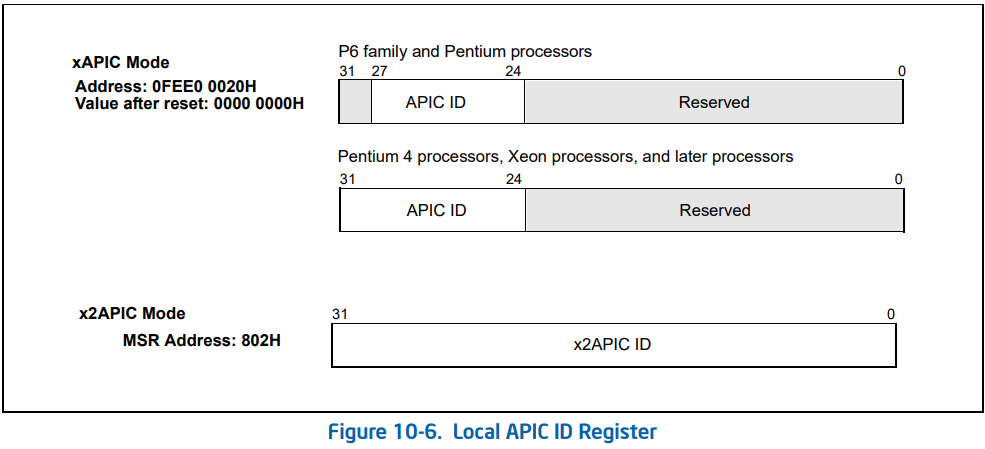 xAPIC Mode
Address: 0FEE0 0020H
Value after reset: 0000 0000H
P6 family and Pentium processors
31 27 24 0
APIC ID Reserved
Pentium 4 processors, Xeon processors, and later processors
31 24 0
APIC ID Reserved
x2APIC Mode
MSR Address: 802H
31 0
x2APIC ID
Figure 10-6. Local APIC ID Register